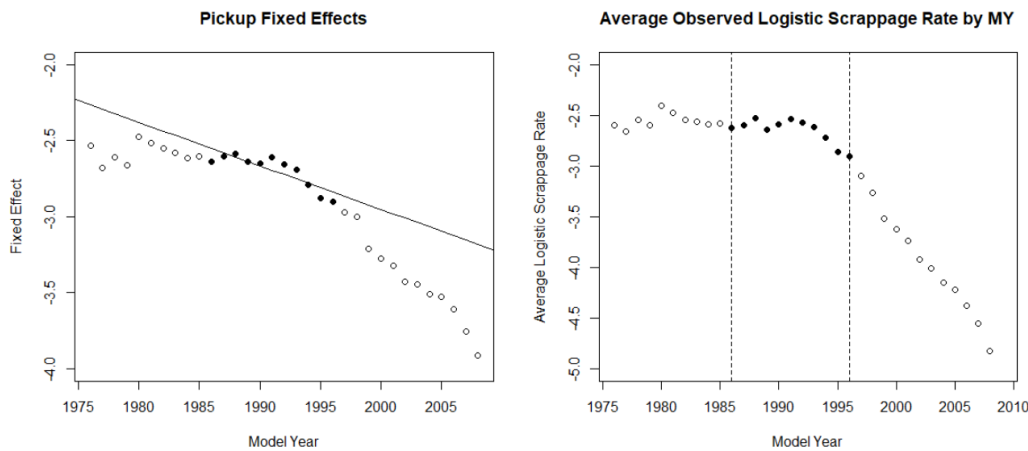 Pickup Fixed Effects
Fixed Effect
-2.0
-2.5
-3.0
-3.5
-4.0
1975 1980 1985 1990 1995 2000 2005
Model Year
Average Observed Logistic Scrappage Rate by MY
Average Logistic Scrappage Rate
-2.0
-2.5
-3.0
-3.5
-4.0
-4.5
-5.0
1975 1980 1985 1990 1995 2000 2005 2010
Model Year